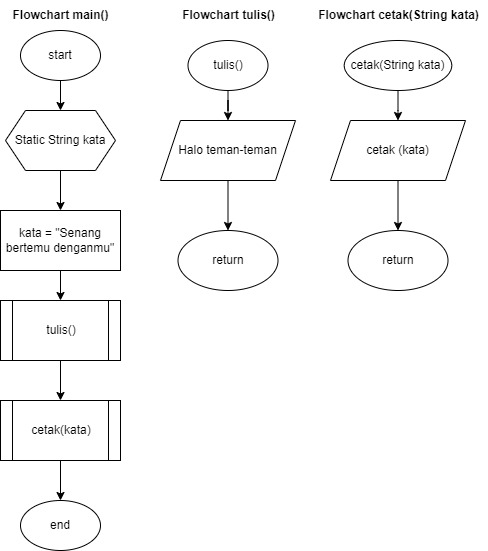 Flowchart main()
start
Static String kata
kata = "Senang
bertemu denganmu"
tulis()
cetak(kata)
end
Flowchart tulis()
tulis()
Halo teman-teman
return
Flowchart cetak(String kata)
cetak(String kata)
cetak (kata)
return